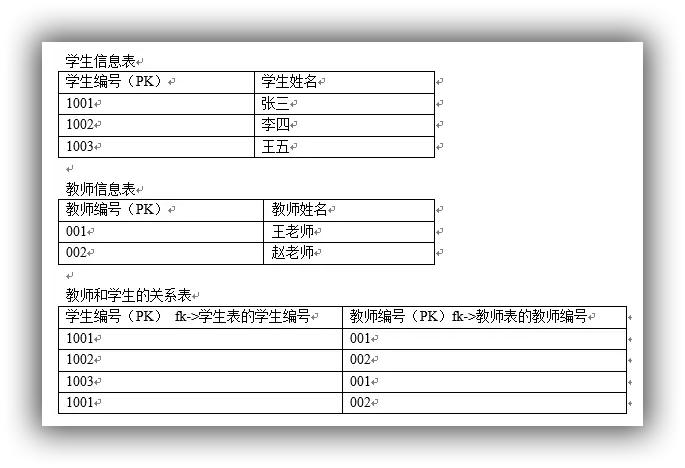 学生信息表
学生编号（PK） 学生姓名
1001 张三
1002 李四
1003 王五
教师信息表
教师编号（PK） 教师姓名
001 王老师
002 赵老师
教师和学生的关系表
学生编号（PK） fk->学生表的学生编号 教师编号（PK）fk->教师表的教师编号
1001 001
1002 002
1003 001
1001 002